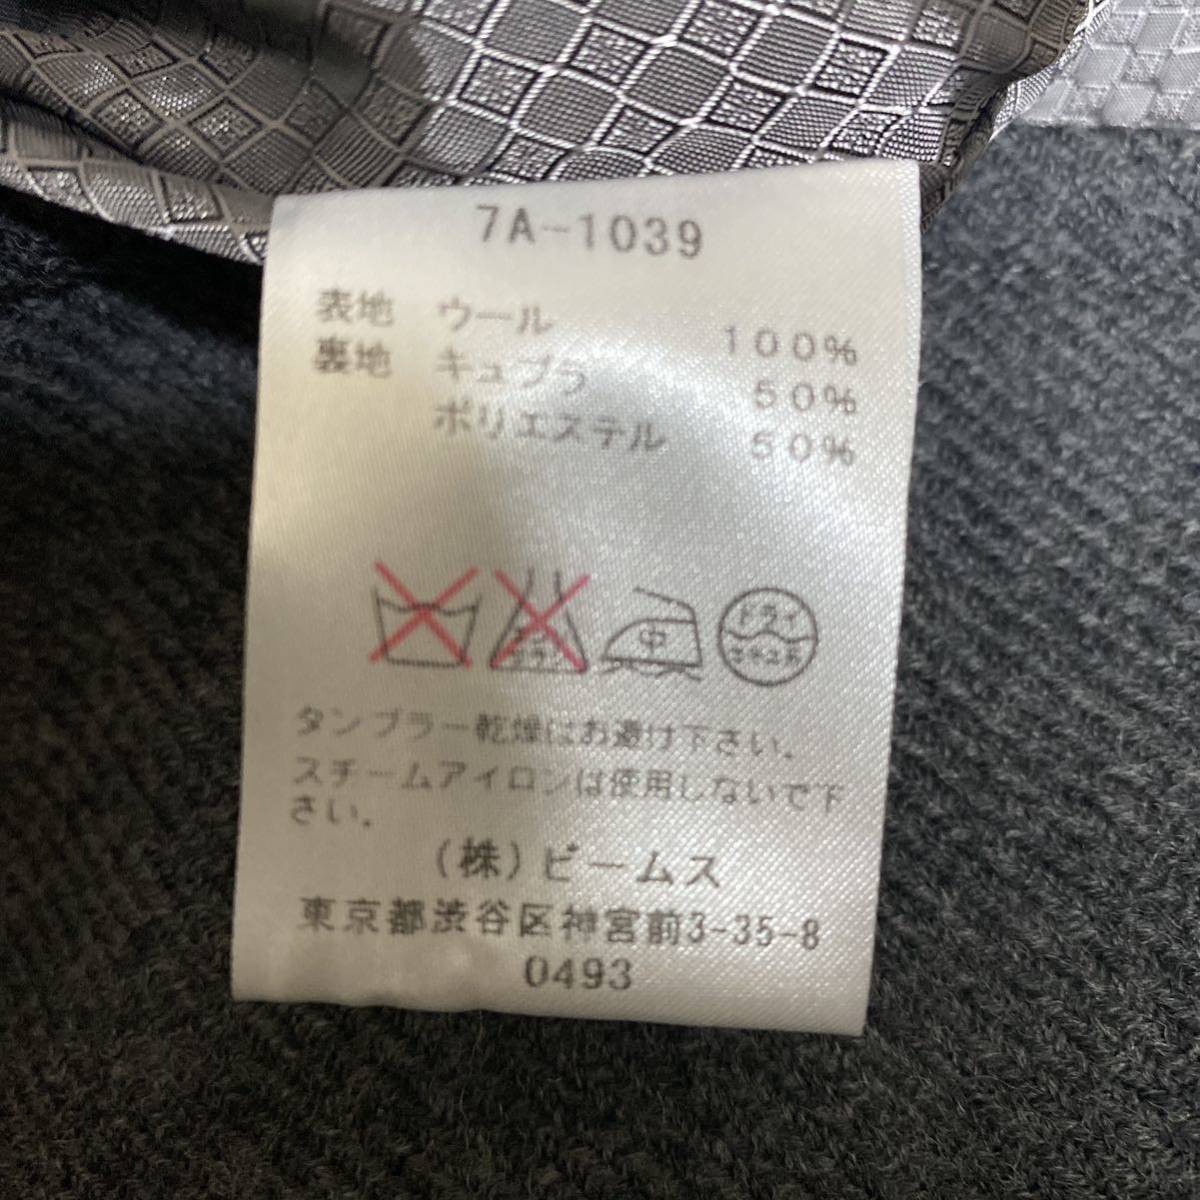 7A-1039
表地 ウール 100%
裏地 キュプラ 50%
ポリエステル 50%
中
ドライ
セキユ系
タンブラー乾燥はお避け下さい.
スチームアイロンは使用しないで下
さい.
(株)ビームス
東京都渋谷区神宮前3-35-8
0493